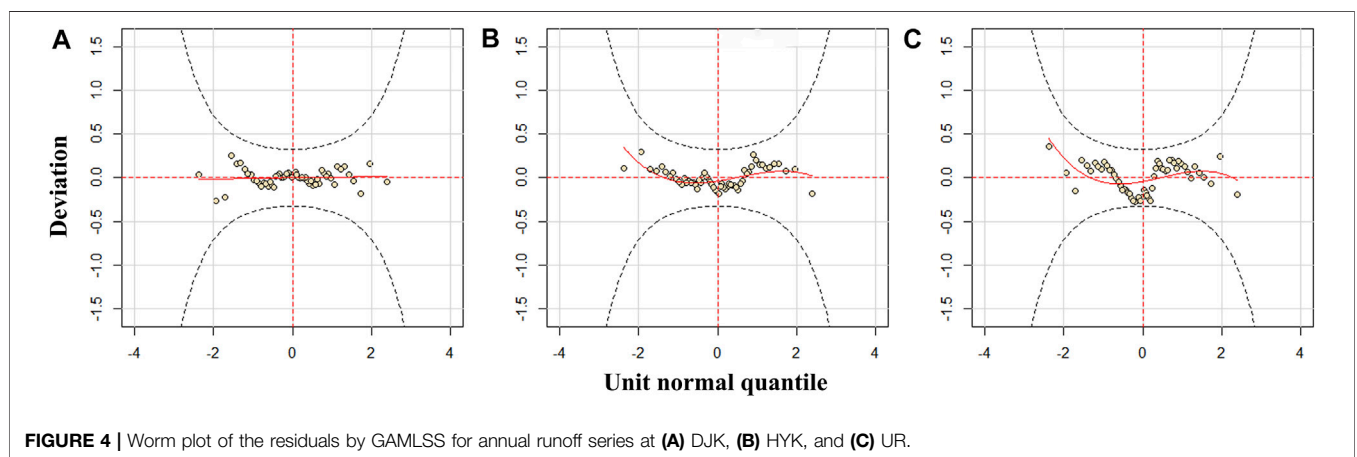 A
B
C
1.5
1.0
0.5
0.0
-0.5
-1.0
-1.5
1.5
1.0
0.5
0.0
-0.5
-1.0
-1.5
1.5
1.0
0.5
0.0
-0.5
-1.0
-1.5
Deviation
-4 -2 0 2 4
-4 -2 0 2 4
-4 -2 0 2 4
Unit normal quantile
FIGURE 4 | Worm plot of the residuals by GAMLSS for annual runoff series at (A) DJK, (B) HYK, and (C) UR.